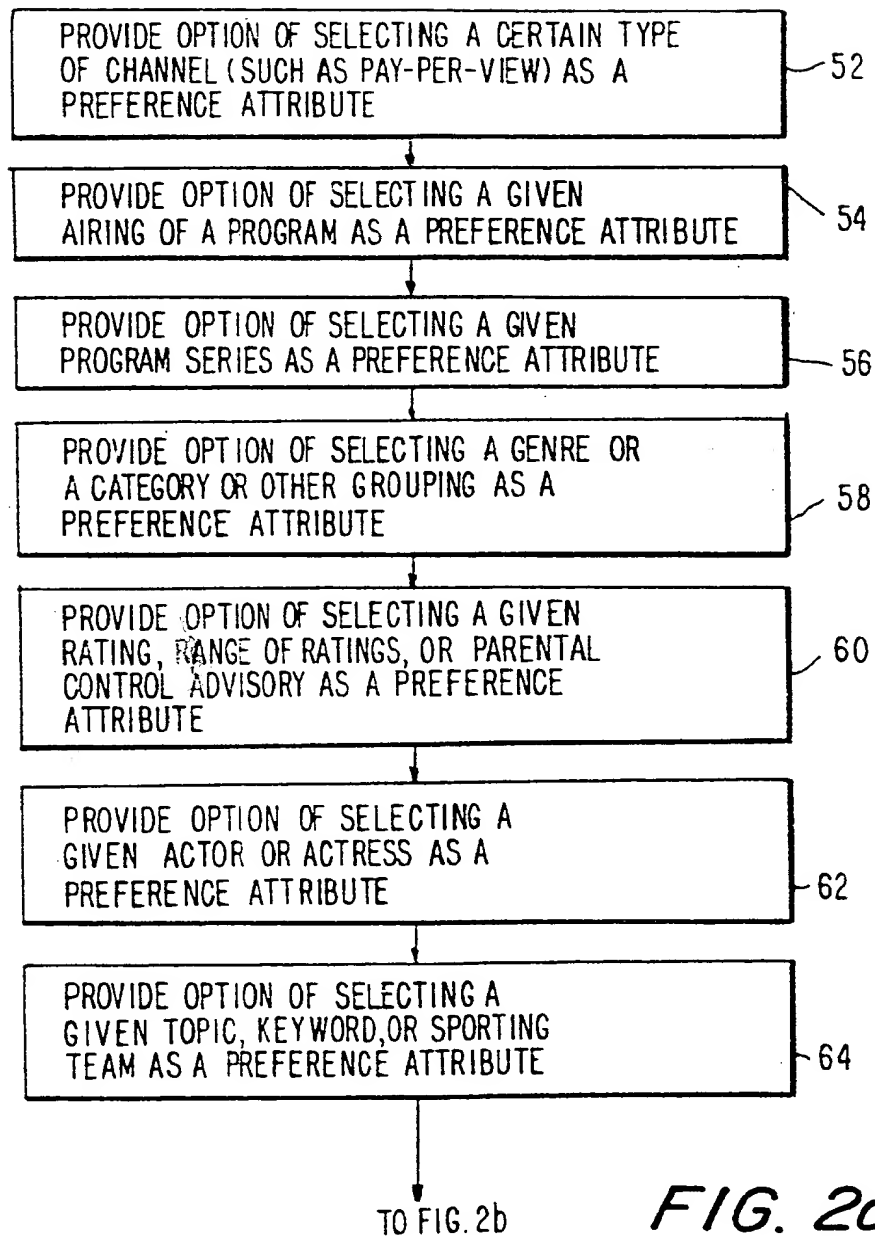 PROVIDE OPTION OF SELECTING A CERTAIN TYPE
OF CHANNEL (SUCH AS PAY-PER-VIEW) AS A
PREFERENCE ATTRIBUTE
52
PROVIDE OPTION OF SELECTING A GIVEN
AIRING OF A PROGRAM AS A PREFERENCE ATTRIBUTE
54
PROVIDE OPTION OF SELECTING A GIVEN
PROGRAM SERIES AS A PREFERENCE ATTRIBUTE
56
PROVIDE OPTION OF SELECTING A GENRE OR
A CATEGORY OR OTHER GROUPING AS A
PREFERENCE ATTRIBUTE
58
PROVIDE OPTION OF SELECTING A GIVEN
RATING, RANGE OF RATINGS, OR PARENTAL
CONTROL ADVISORY AS A PREFERENCE
ATTRIBUTE
60
PROVIDE OPTION OF SELECTING A
GIVEN ACTOR OR ACTRESS AS A
PREFERENCE ATTRIBUTE
62
PROVIDE OPTION OF SELECTING A
GIVEN TOPIC, KEYWORD, OR SPORTING
TEAM AS A PREFERENCE ATTRIBUTE
64
TO FIG. 2b
FIG.